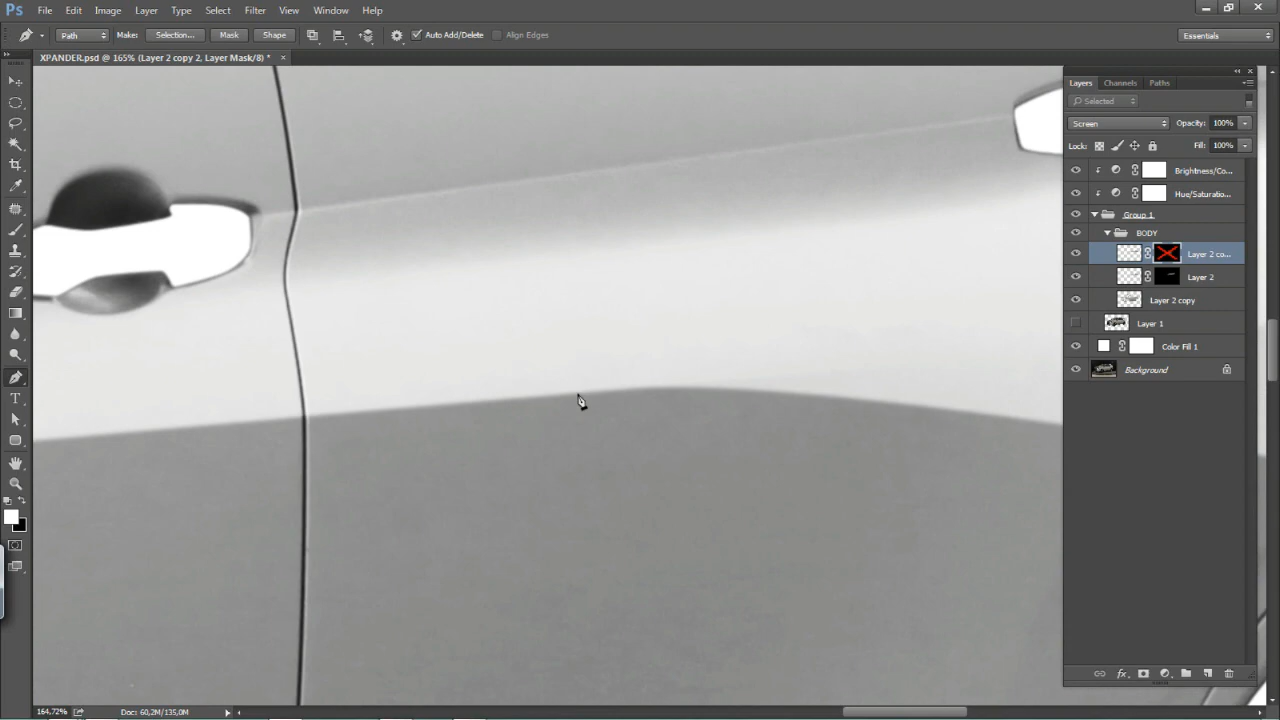 Ps File Edit Image Layer Type Select Filter View Window Help
Path Make: Selection... Mask Shape Auto Add/Delete Align Edges Essentials
XPANDER.psd @ 165% (Layer 2 copy 2, Layer Mask/8) * ×
Layers Channels Paths
Selected
Screen Opacity: 100%
Lock: Fill: 100%
Brightness/Co...
Hue/Saturatio...
Group 1
BODY
Layer 2 co...
Layer 2
Layer 2 copy
Layer 1
Color Fill 1
Background
T
fx
164,72% Doc: 60,2M/135,0M